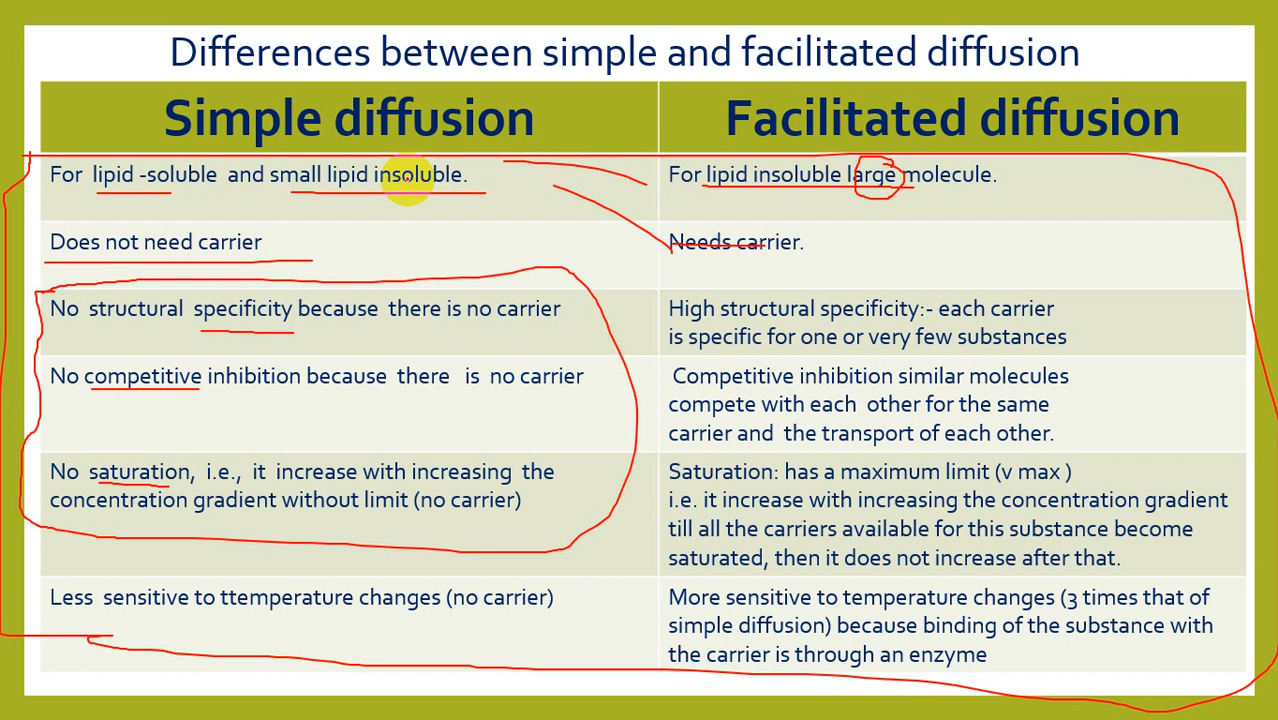 Differences between simple and facilitated diffusion
Simple diffusion
Facilitated diffusion
For lipid -soluble and small lipid insoluble.
For lipid insoluble large molecule.
Does not need carrier
Needs carrier.
No structural specificity because there is no carrier
High structural specificity:- each carrier
is specific for one or very few substances
No competitive inhibition because there is no carrier
Competitive inhibition similar molecules
compete with each other for the same
carrier and the transport of each other.
No saturation, i.e., it increase with increasing the
concentration gradient without limit (no carrier)
Saturation: has a maximum limit (v max )
i.e. it increase with increasing the concentration gradient
till all the carriers available for this substance become
saturated, then it does not increase after that.
Less sensitive to ttemperature changes (no carrier)
More sensitive to temperature changes (3 times that of
simple diffusion) because binding of the substance with
the carrier is through an enzyme